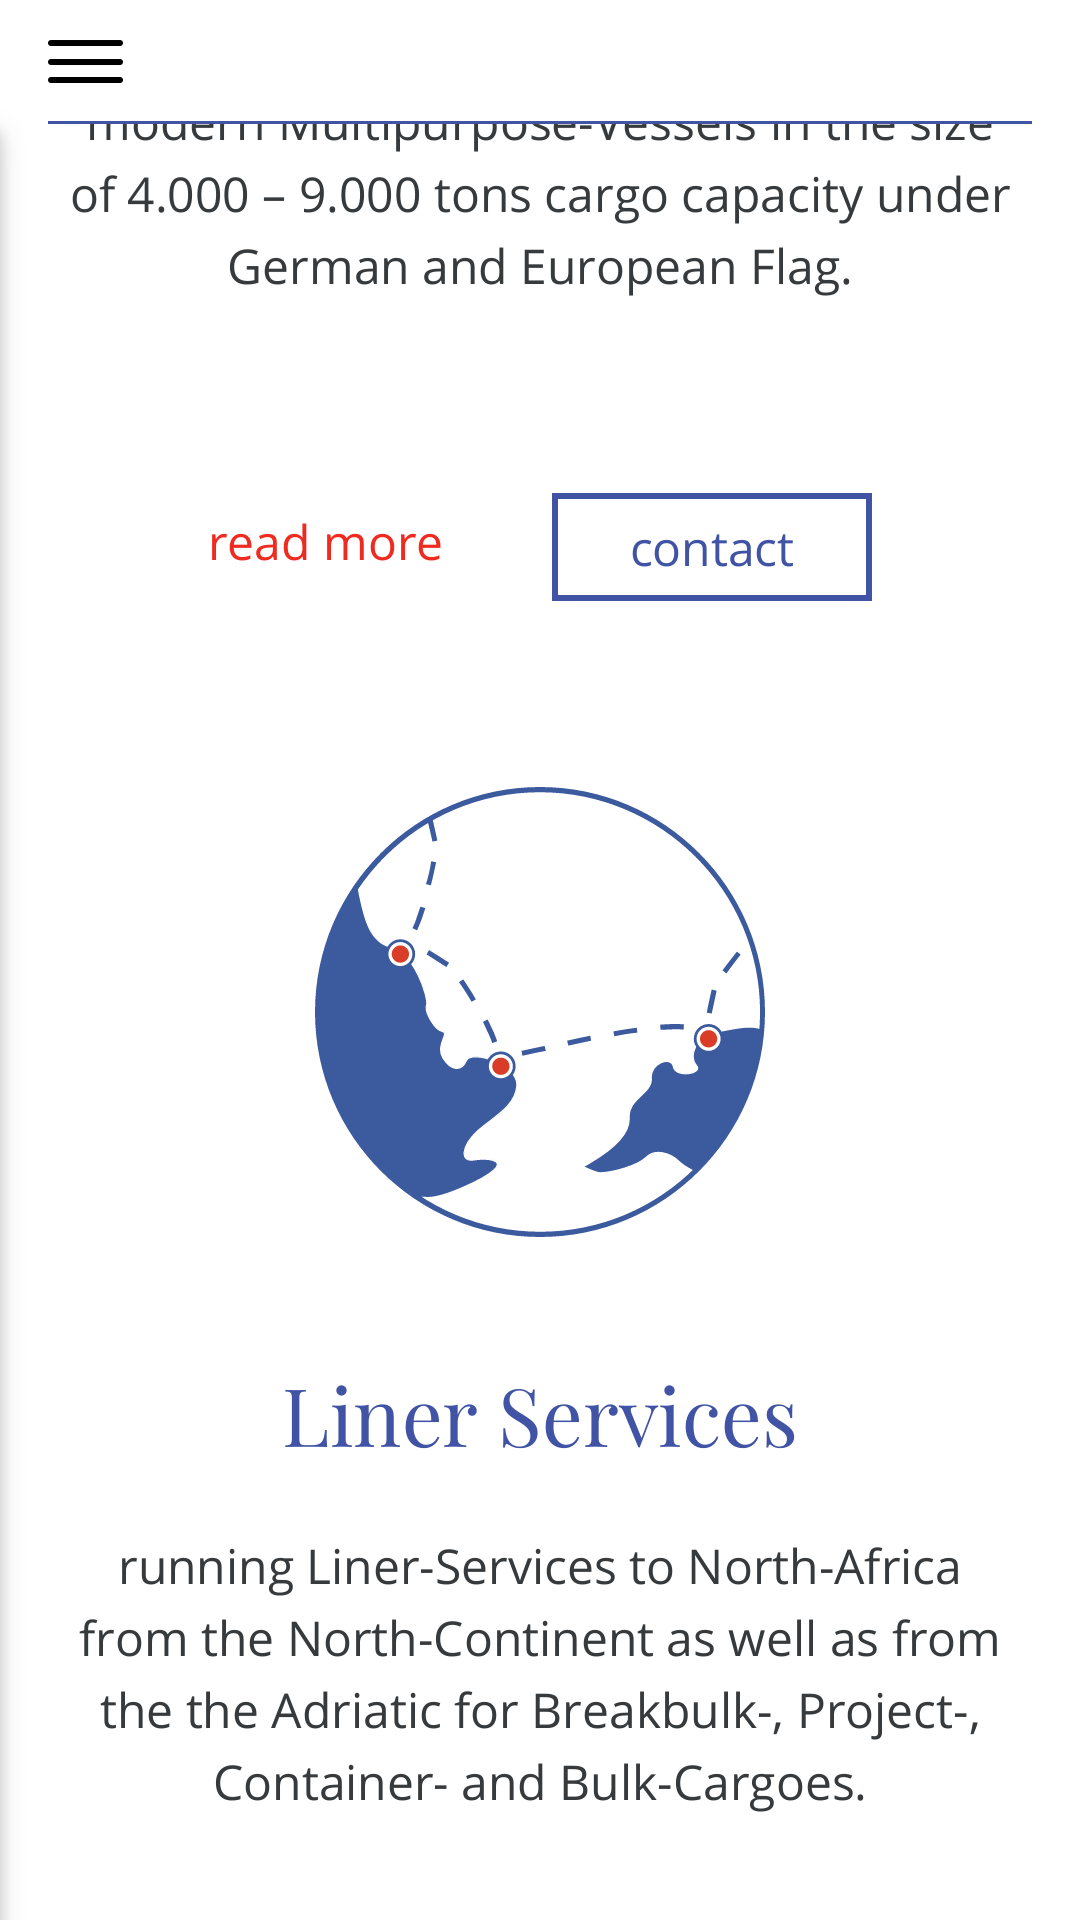 modern Multipurpose-Vessels in the size
of 4.000 – 9.000 tons cargo capacity under
German and European Flag.
read more
contact
Liner Services
running Liner-Services to North-Africa
from the North-Continent as well as from
the the Adriatic for Breakbulk-, Project-,
Container- and Bulk-Cargoes.